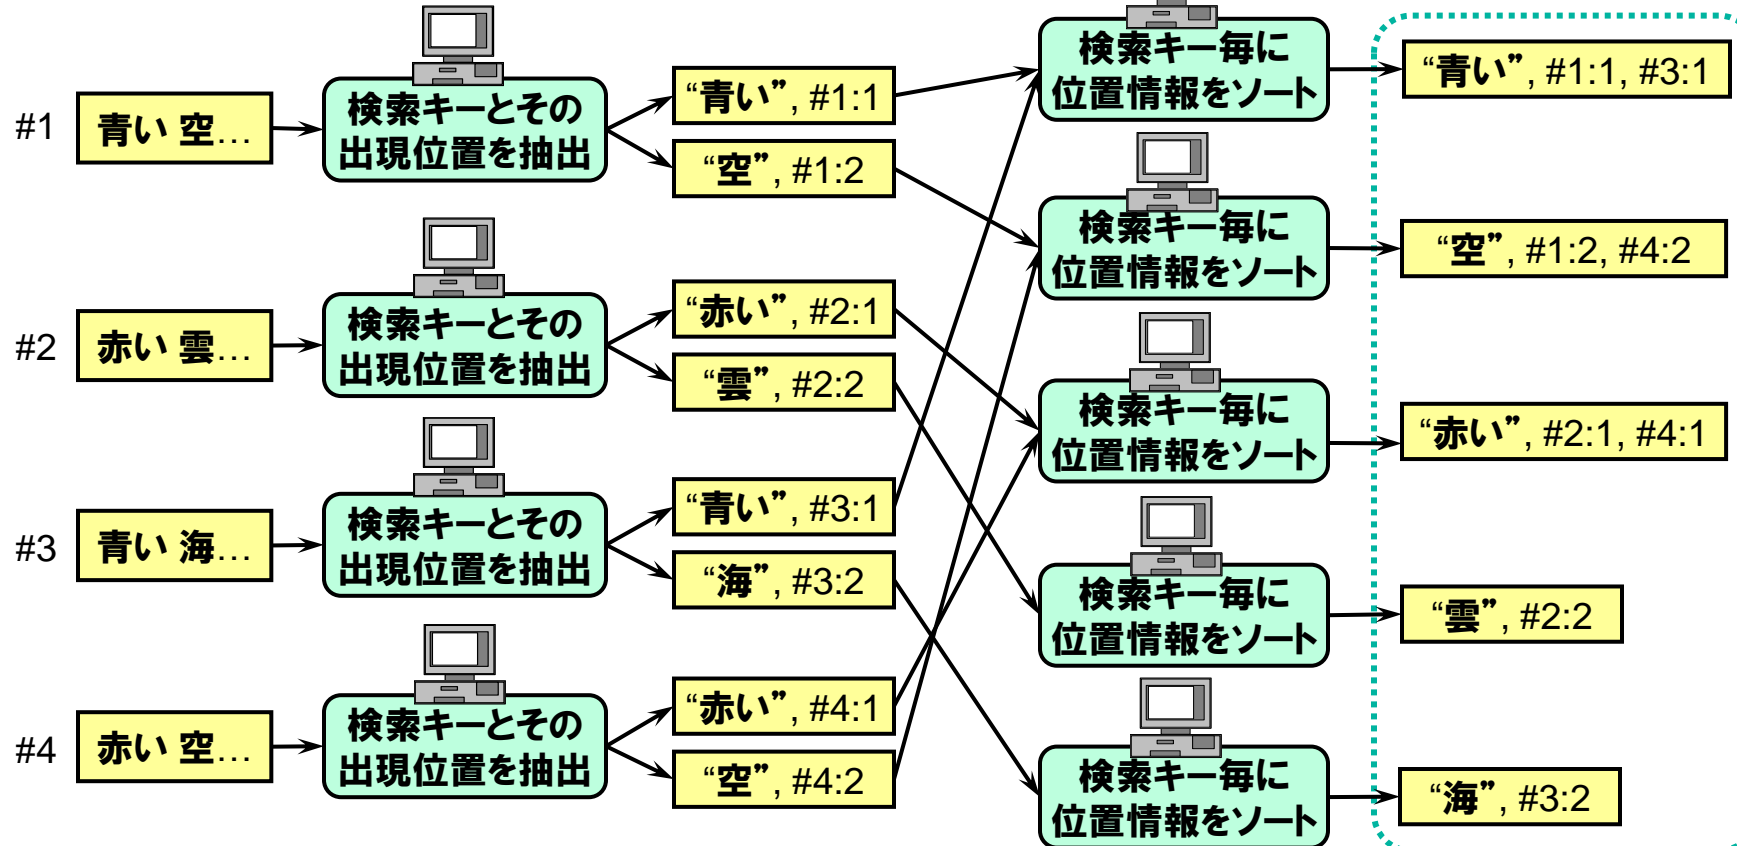 #1
青い 空…
検索キーとその
出現位置を抽出
“青い”, #1:1
“空”, #1:2
#2
赤い 雲…
検索キーとその
出現位置を抽出
“赤い”, #2:1
“雲”, #2:2
#3
青い 海…
検索キーとその
出現位置を抽出
“青い”, #3:1
“海”, #3:2
#4
赤い 空…
検索キーとその
出現位置を抽出
“赤い”, #4:1
“空”, #4:2
検索キー毎に
位置情報をソート
“青い”, #1:1, #3:1
検索キー毎に
位置情報をソート
“空”, #1:2, #4:2
検索キー毎に
位置情報をソート
“赤い”, #2:1, #4:1
検索キー毎に
位置情報をソート
“雲”, #2:2
検索キー毎に
位置情報をソート
“海”, #3:2